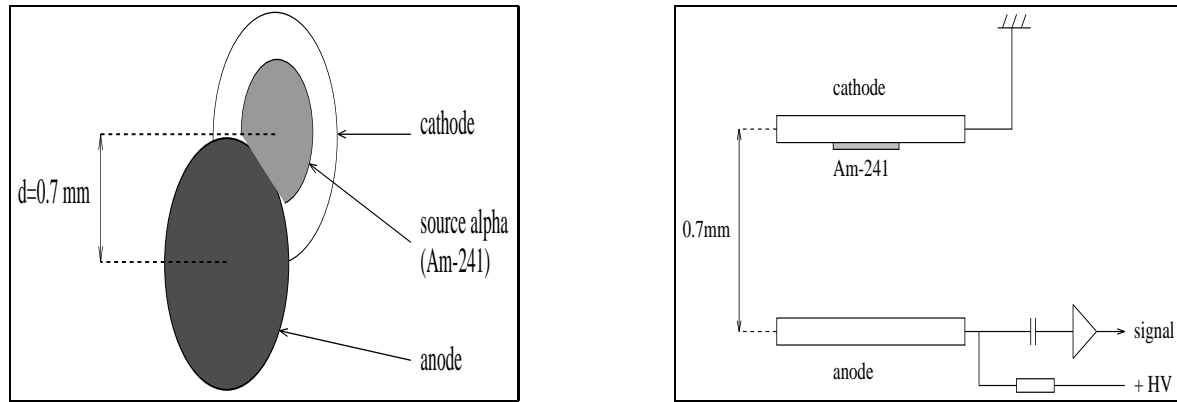 cathode
d=0.7 mm
source alpha
(Am-241)
anode
cathode
Am-241
0.7mm
signal
anode
+ HV